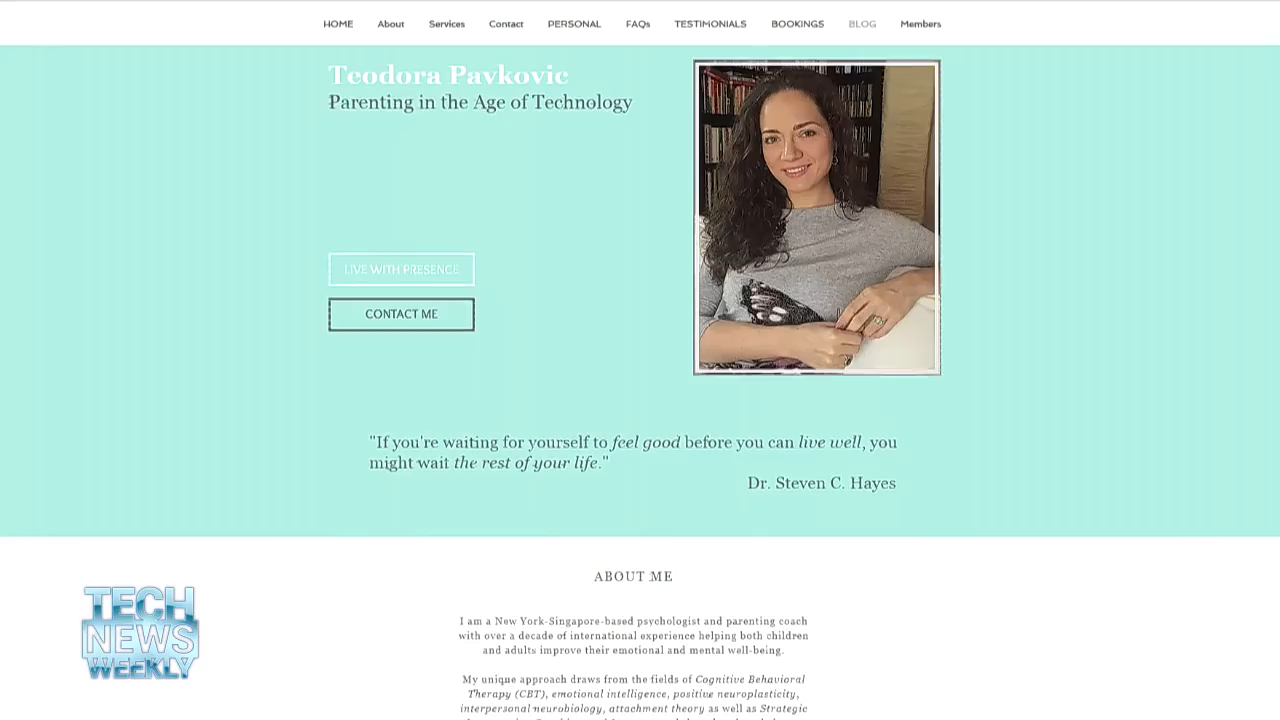 HOME About Services Contact PERSONAL FAQs TESTIMONIALS BOOKINGS BLOG Members
Teodora Pavkovic
Parenting in the Age of Technology
LIVE WITH PRESENCE
CONTACT ME
"If you're waiting for yourself to feel good before you can live well, you
might wait the rest of your life."
Dr. Steven C. Hayes
TECH
NEWS
WEEKLY
ABOUT ME
I am a New York-Singapore-based psychologist and parenting coach
with over a decade of international experience helping both children
and adults improve their emotional and mental well-being.
My unique approach draws from the fields of Cognitive Behavioral
Therapy (CBT), emotional intelligence, positive neuroplasticity,
interpersonal neurobiology, attachment theory as well as Strategic